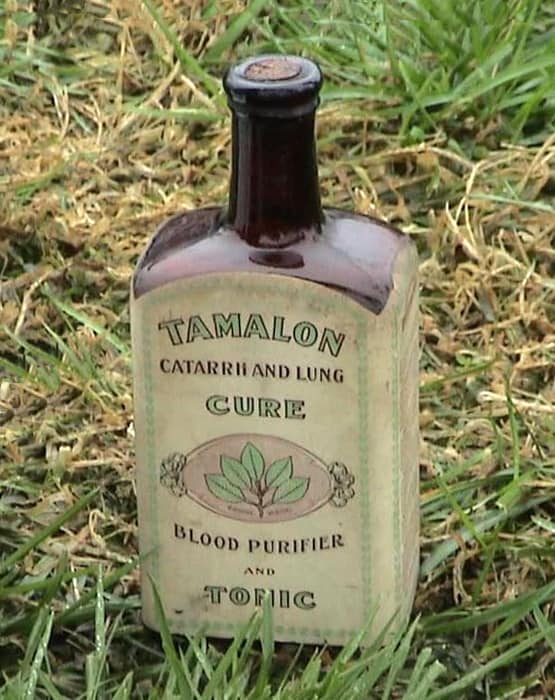 TAMALON
CATARRH AND LUNG
CURE
BLOOD PURIFIER
AND
TONIC